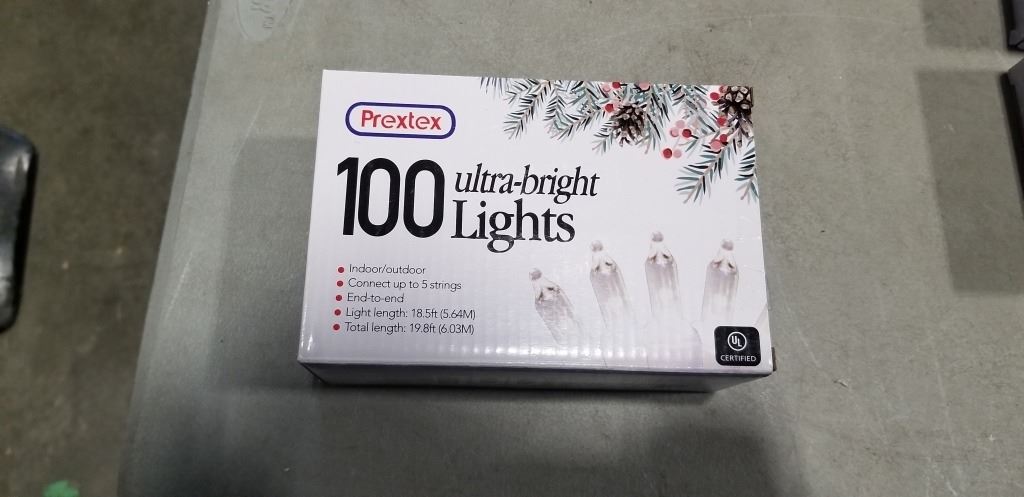 Prextex
100 ultra-bright
Lights
Indoor/outdoor
Connect up to 5 strings
End-to-end
Light length: 18.5ft (5.64M)
Total length: 19.8ft (6.03M)
UL
CERTIFIED